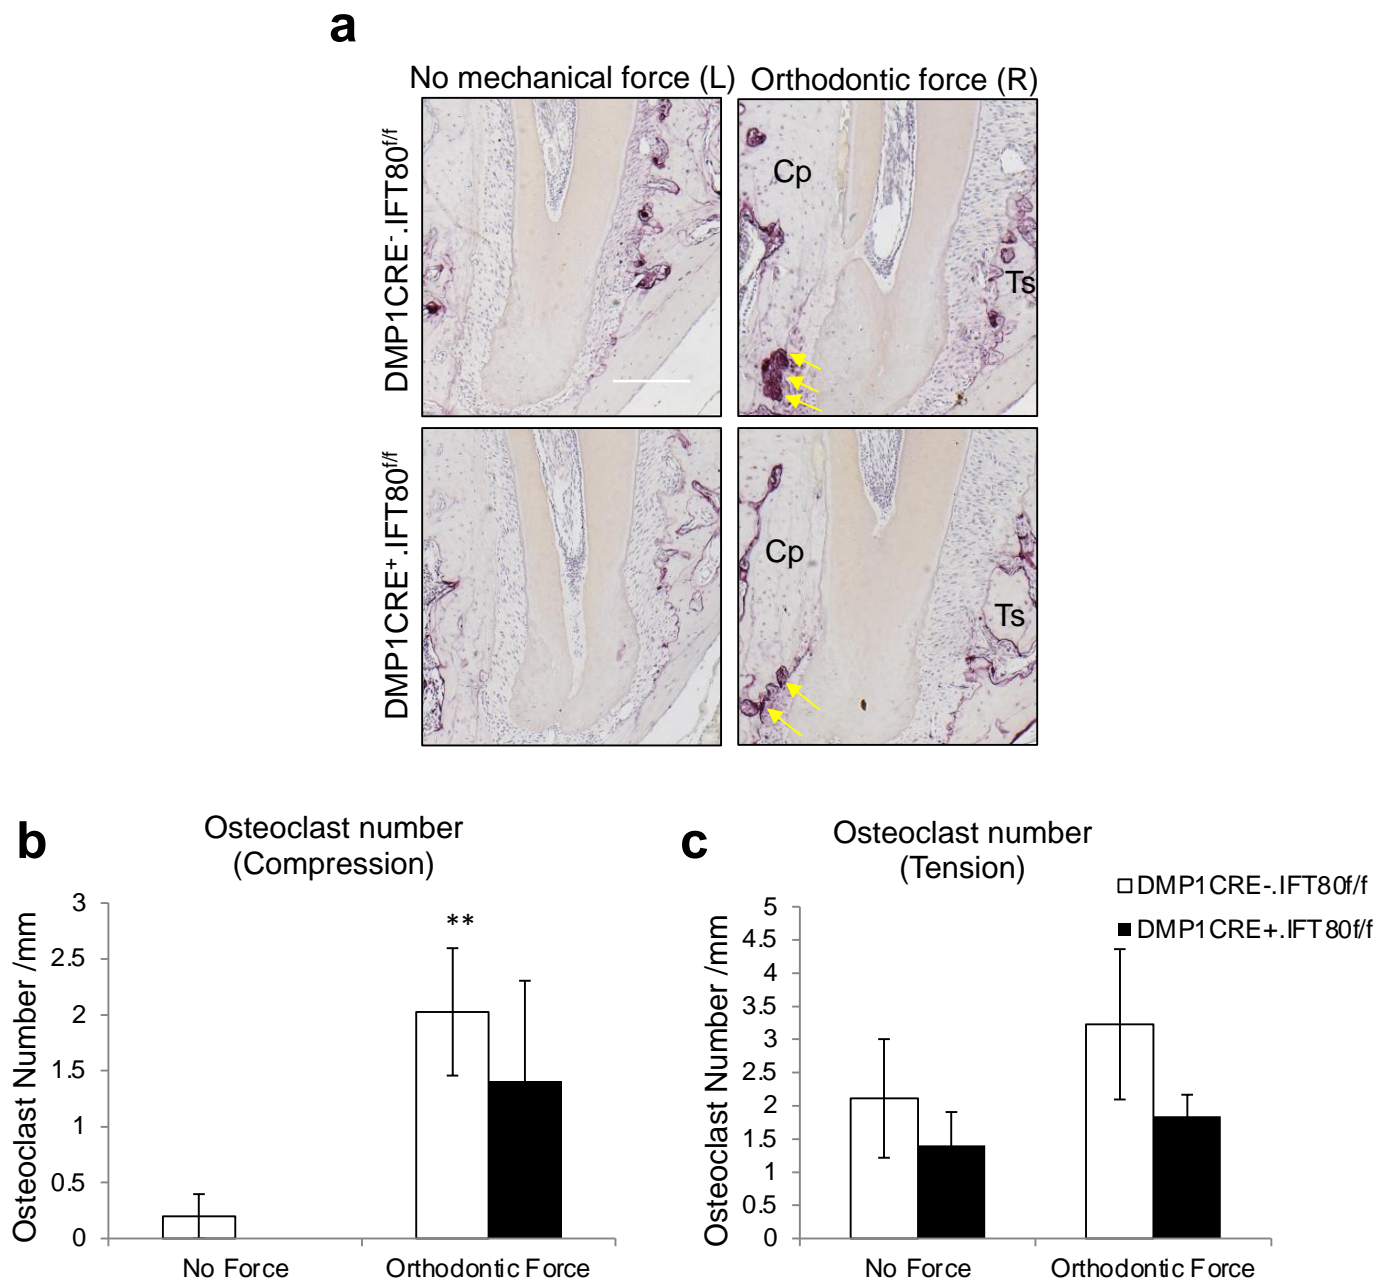 a
No mechanical force (L) Orthodontic force (R)
DMP1CRE-.IFT80f/f
Cp
Ts
DMP1CRE+.IFT80f/f
Cp
Ts
b
Osteoclast number
(Compression)
Osteoclast Number /mm
3
2.5
2
1.5
1
0.5
0
**
No Force
Orthodontic Force
c
Osteoclast number
(Tension)
DMP1CRE-.IFT80f/f
DMP1CRE+.IFT80f/f
Osteoclast Number /mm
5
4.5
4
3.5
3
2.5
2
1.5
1
0.5
0
No Force
Orthodontic Force